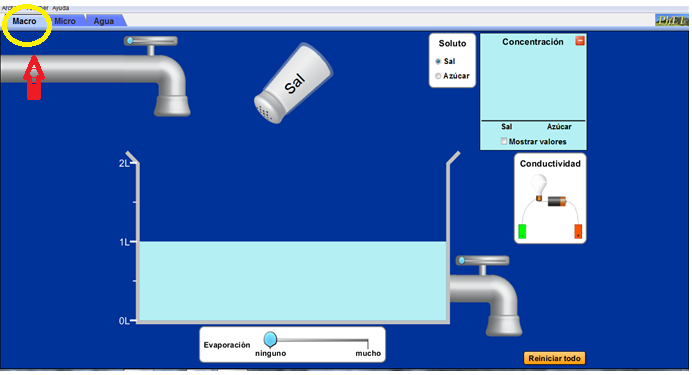 Ayuda
Macro
Micro
Agua
PhET
Sal
Soluto
Sal
Azúcar
Concentración
Sal
Azúcar
Mostrar valores
Conductividad
2L
1L
0L
Evaporación
ninguno
mucho
Reiniciar todo